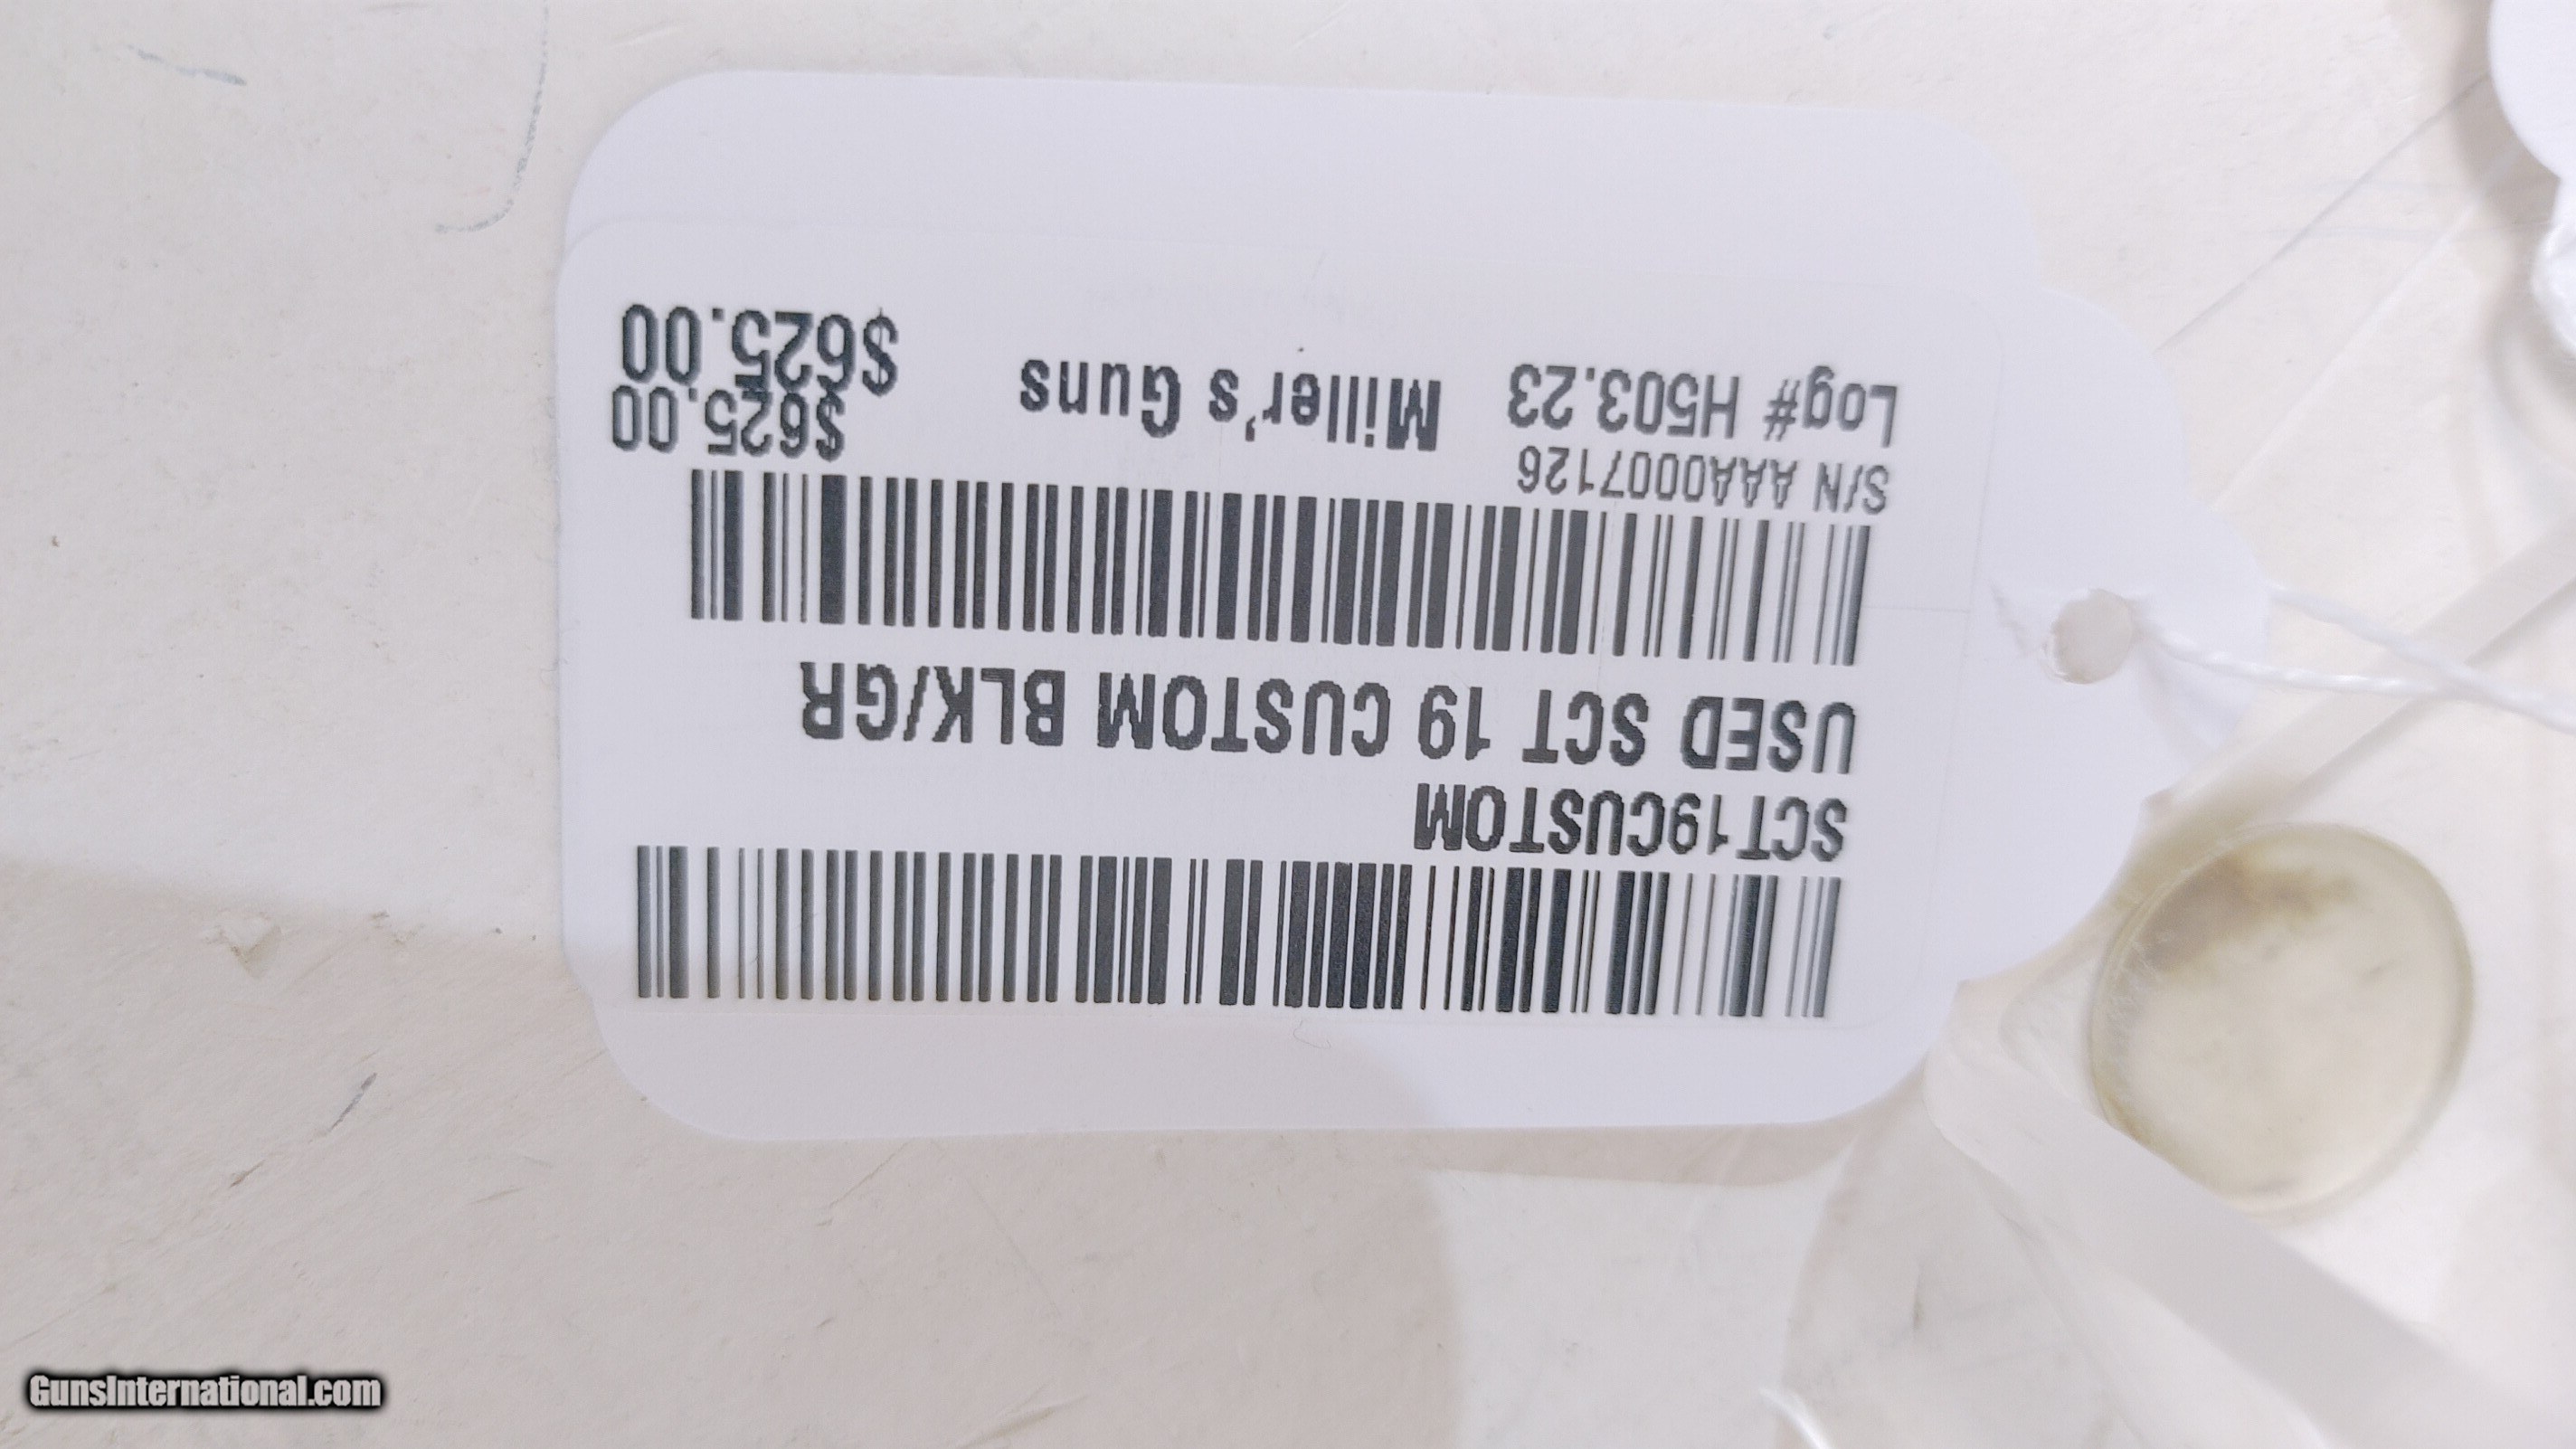 SCT19CUSTOM
USED SCT 19 CUSTOM BLK/GR
S/N AAA0007126 $625.00
Log# H503.23 Miller's Guns $625.00
GunsInternational.com